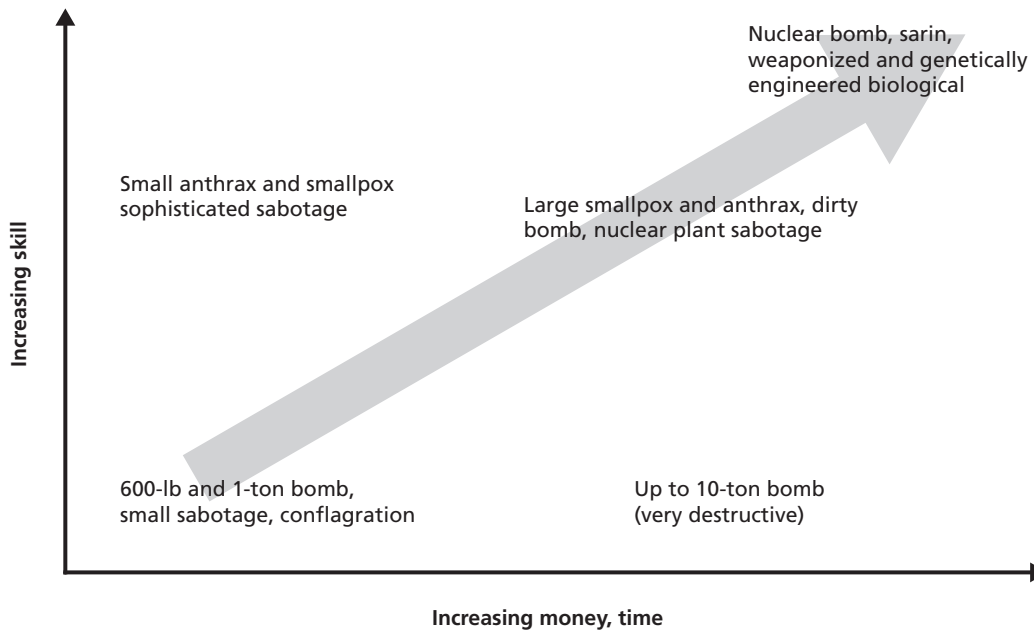 Nuclear bomb, sarin,
weaponized and genetically
engineered biological
Small anthrax and smallpox
sophisticated sabotage
Large smallpox and anthrax, dirty
bomb, nuclear plant sabotage
Increasing skill
600-lb and 1-ton bomb,
small sabotage, conflagration
Up to 10-ton bomb
(very destructive)
Increasing money, time